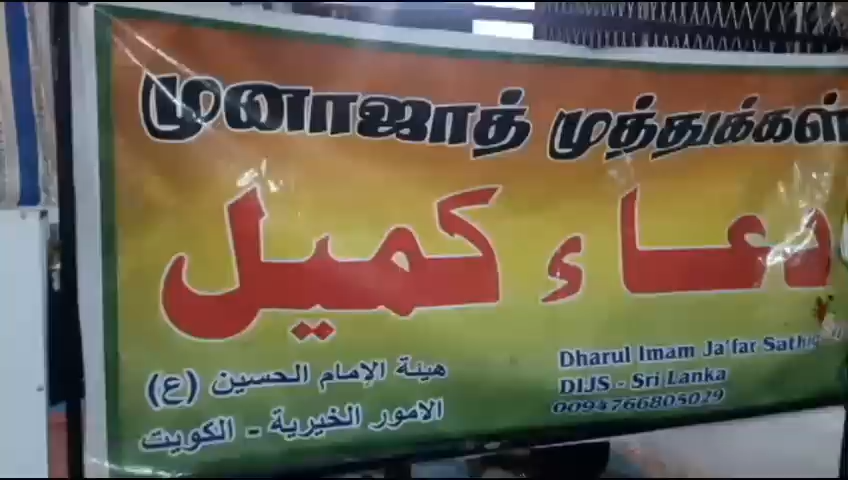 முனாஜாத் முத்துக்கள்
دعاء كميل
هيئة الإمام الحسين (ع)
الامور الخيرية - الكويت
Dharul Imam Ja'far Sathiq
DIJS - Sri Lanka
0094766805029